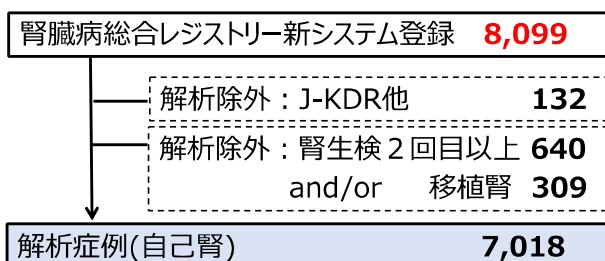 腎臓病総合レジストリー新システム登録 8,099
解析除外：J-KDR他 132
解析除外：腎生検２回目以上 640
and/or 移植腎 309
解析症例(自己腎) 7,018